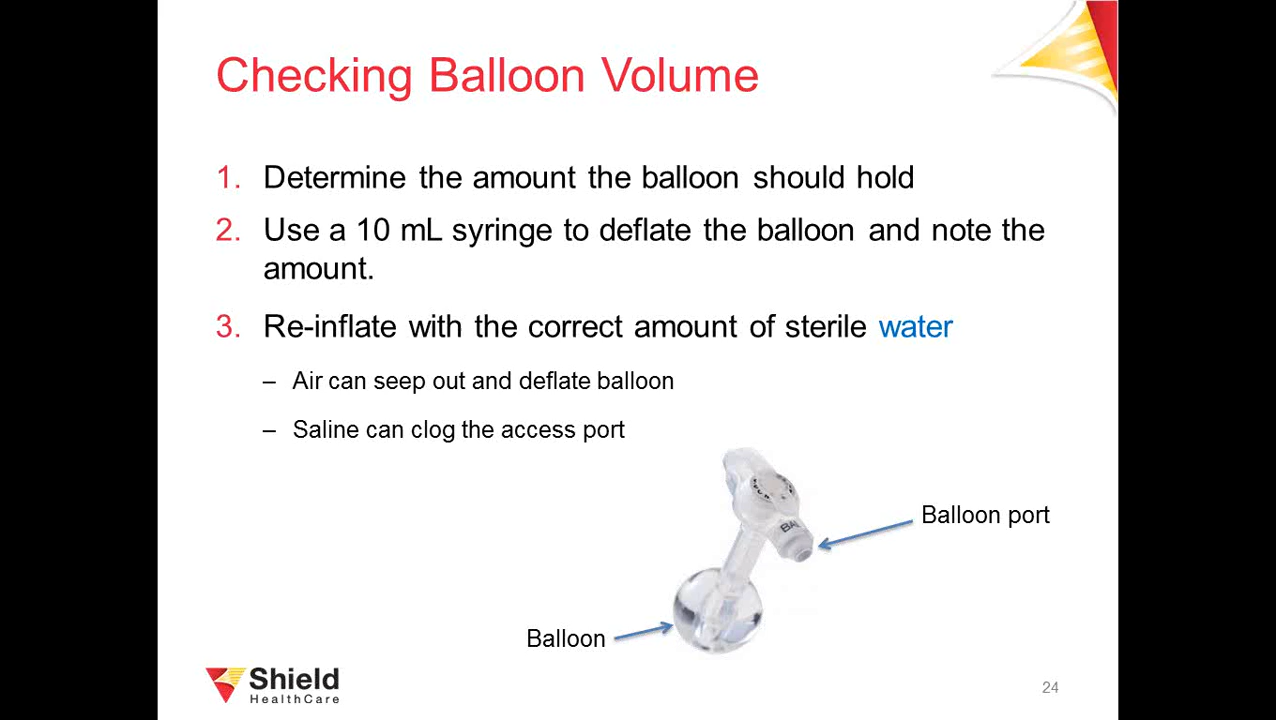 Checking Balloon Volume
1. Determine the amount the balloon should hold
2. Use a 10 mL syringe to deflate the balloon and note the
amount.
3. Re-inflate with the correct amount of sterile water
– Air can seep out and deflate balloon
– Saline can clog the access port
Balloon port
Balloon
Shield
HealthCare
24